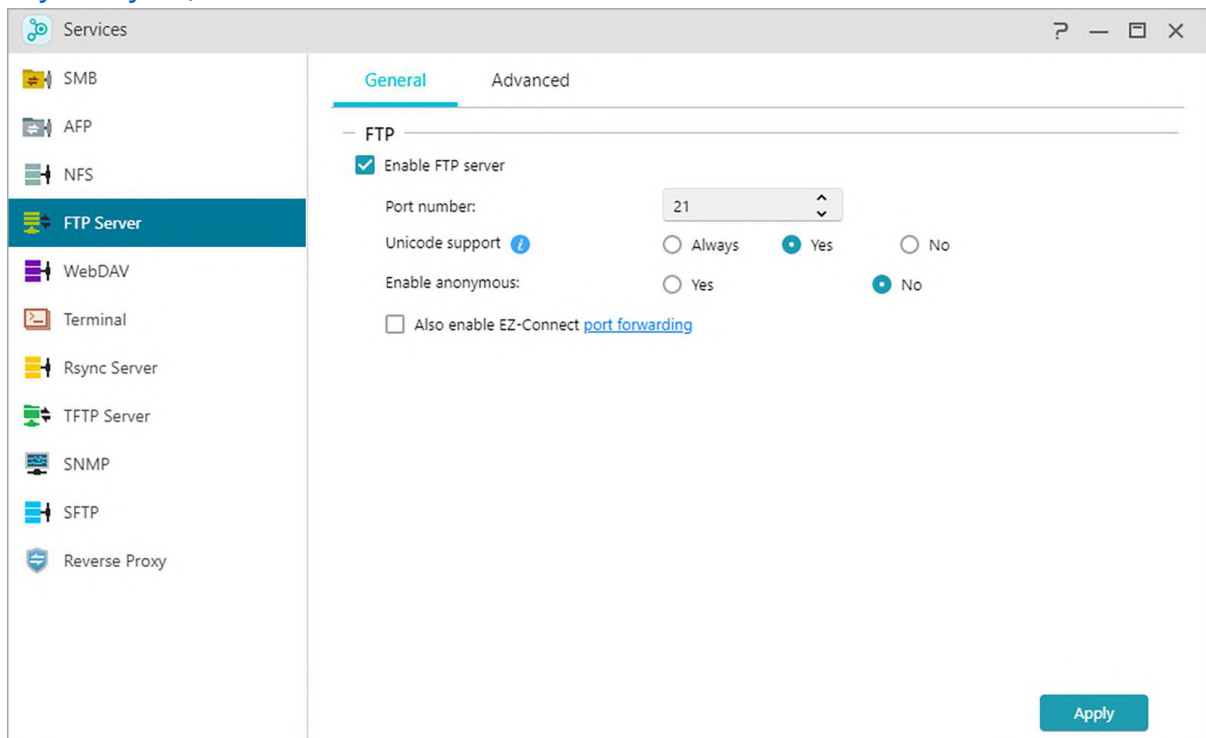 Services
SMB
AFP
NFS
FTP Server
WebDAV
Terminal
Rsync Server
TFTP Server
SNMP
SFTP
Reverse Proxy
General Advanced
FTP
Enable FTP server
Port number: 21
Unicode support Always Yes No
Enable anonymous: Yes No
Also enable EZ-Connect port forwarding
Apply